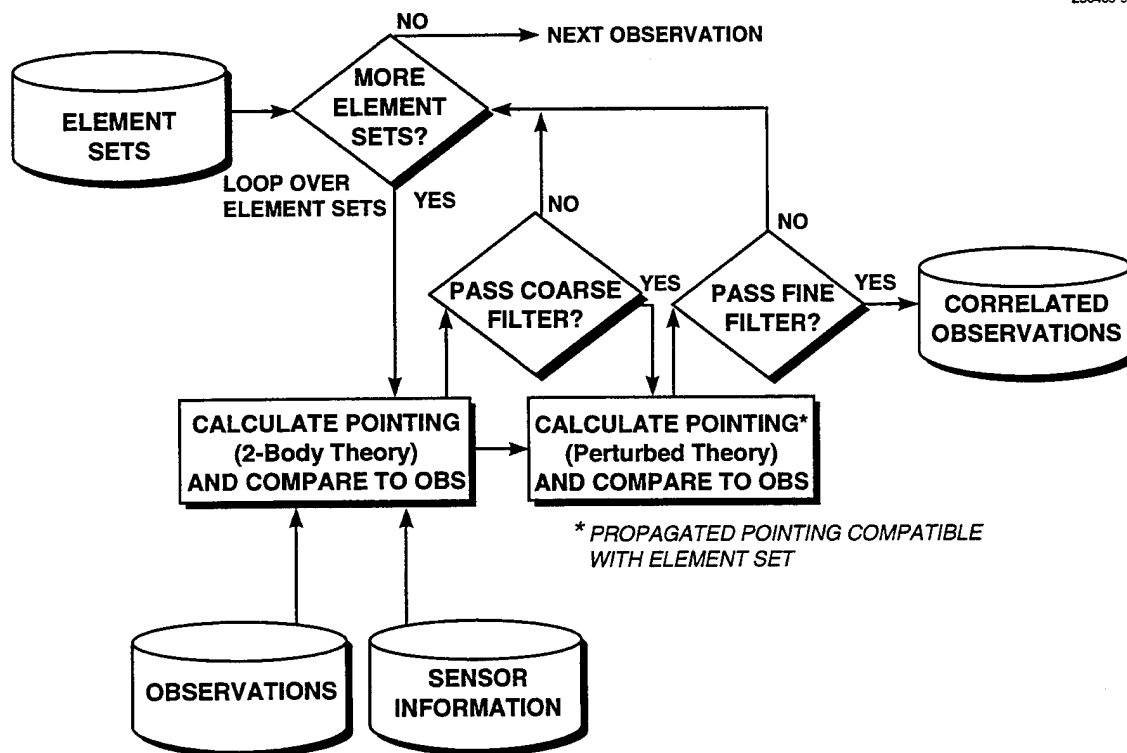 NO
NEXT OBSERVATION
MORE
ELEMENT
SETS?
ELEMENT
SETS
LOOP OVER
ELEMENT SETS
YES
NO
NO
PASS COARSE
FILTER?
YES
PASS FINE
FILTER?
YES
CORRELATED
OBSERVATIONS
CALCULATE POINTING
(2-Body Theory)
AND COMPARE TO OBS
CALCULATE POINTING*
(Perturbed Theory)
AND COMPARE TO OBS
* PROPAGATED POINTING COMPATIBLE
WITH ELEMENT SET
OBSERVATIONS
SENSOR
INFORMATION